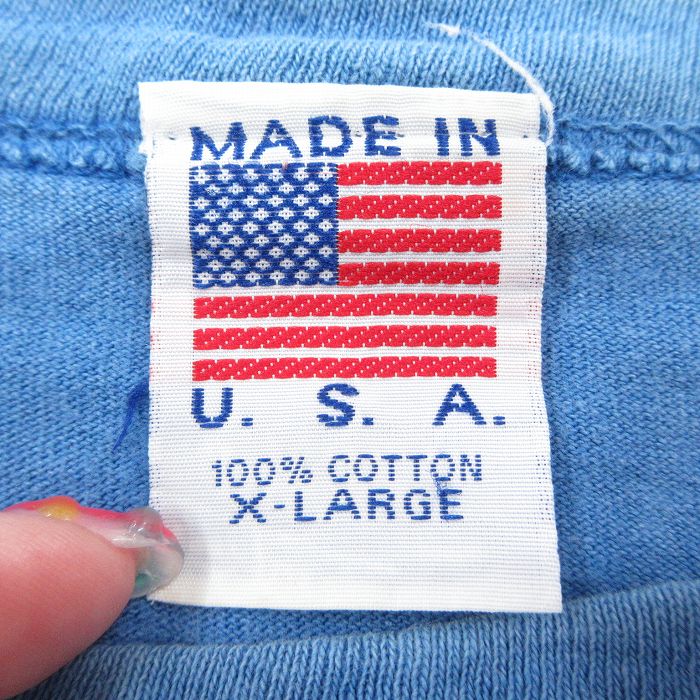 MADE IN
U. S. A.
100% COTTON
X-LARGE